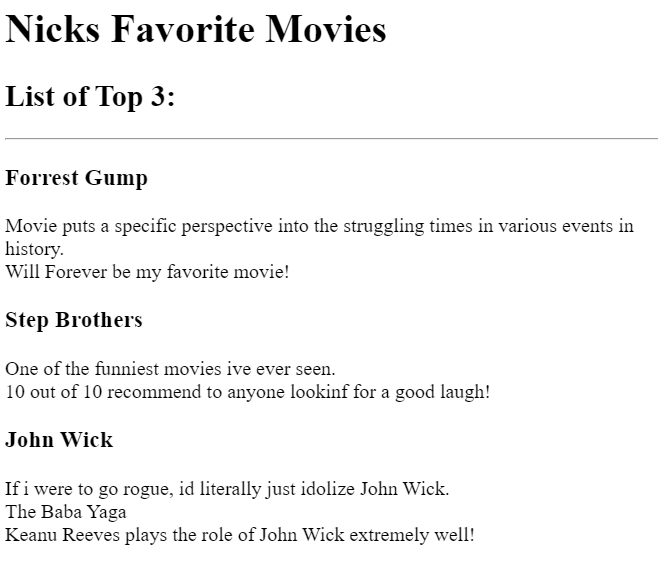 Nicks Favorite Movies
List of Top 3:
Forrest Gump
Movie puts a specific perspective into the struggling times in various events in
history.
Will Forever be my favorite movie!
Step Brothers
One of the funniest movies ive ever seen.
10 out of 10 recommend to anyone lookinf for a good laugh!
John Wick
If i were to go rogue, id literally just idolize John Wick.
The Baba Yaga
Keanu Reeves plays the role of John Wick extremely well!